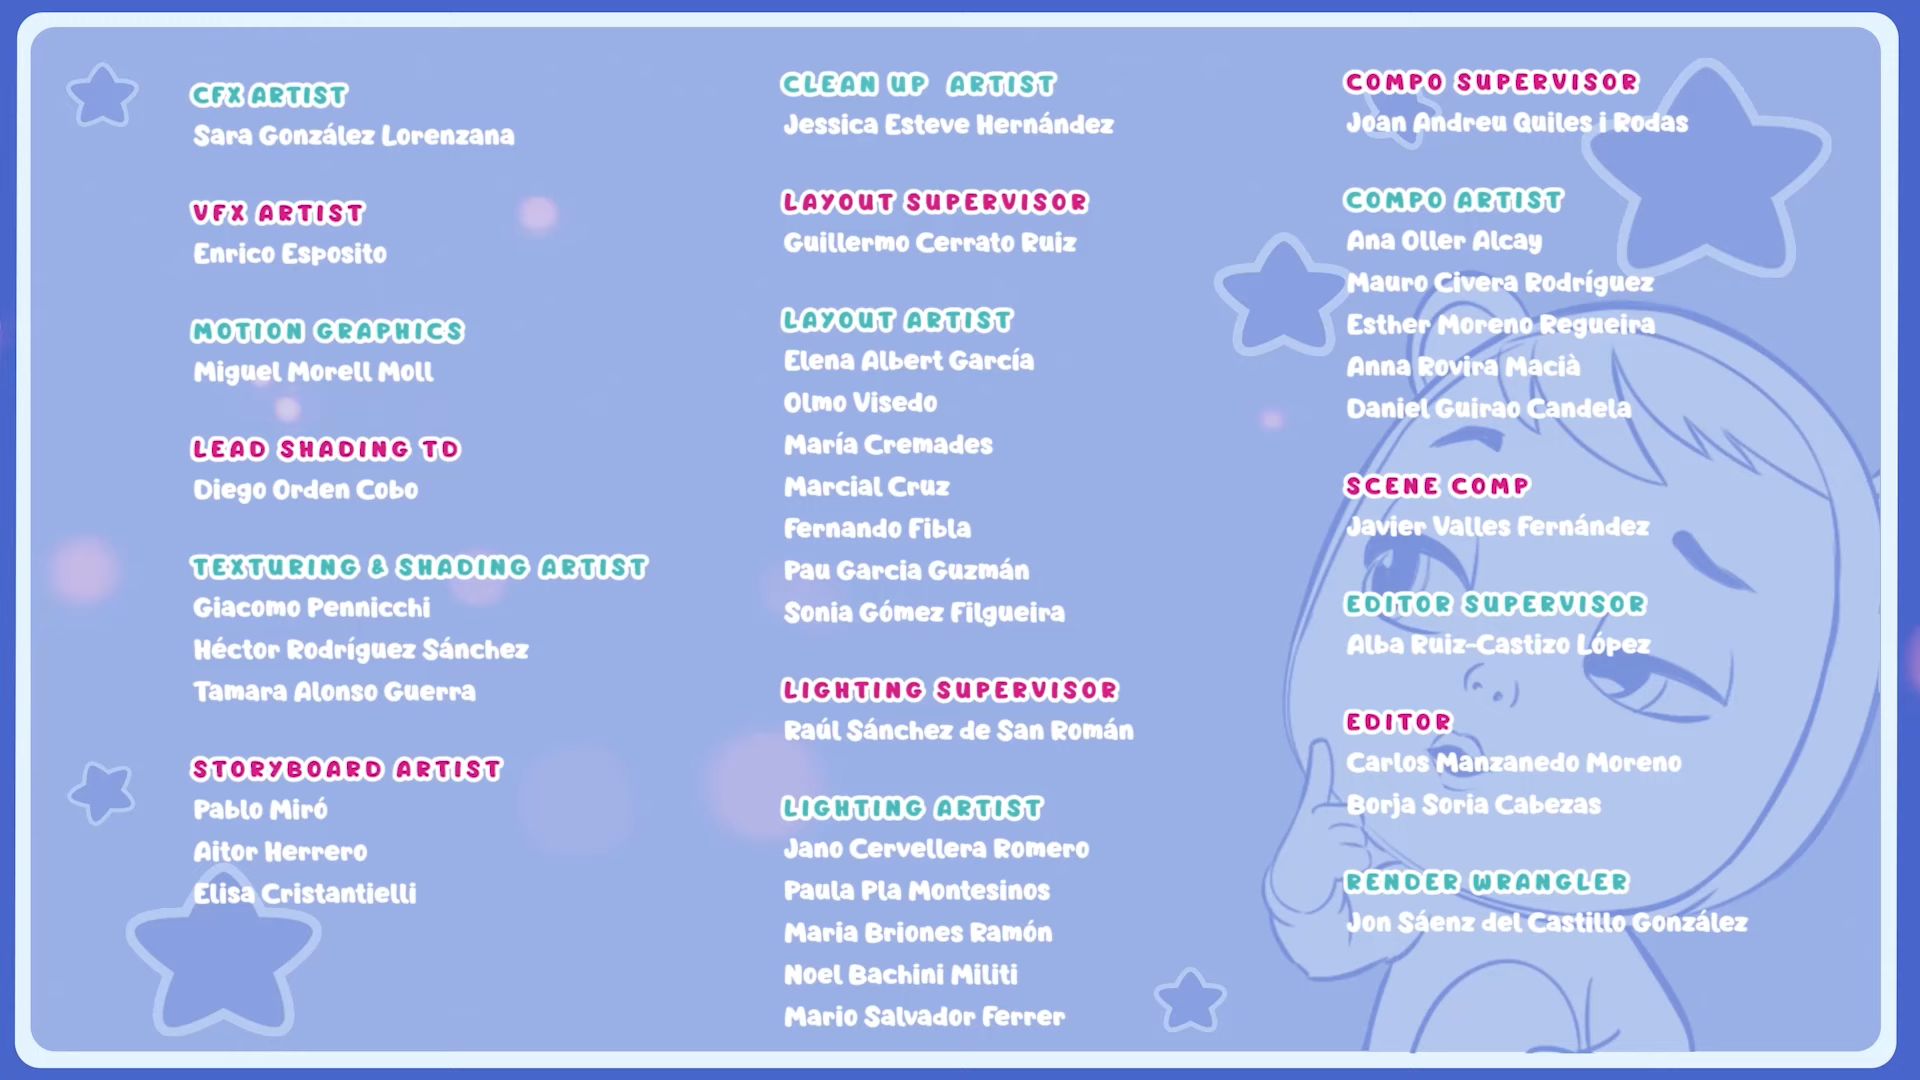 CFX ARTIST
Sara González Lorenzana
VFX ARTIST
Enrico Esposito
MOTION GRAPHICS
Miguel Morell Moll
LEAD SHADING TD
Diego Orden Cobo
TEXTURING & SHADING ARTIST
Giacomo Pennicchi
Héctor Rodríguez Sánchez
Tamara Alonso Guerra
STORYBOARD ARTIST
Pablo Miró
Aitor Herrero
Elisa Cristantielli
CLEAN UP ARTIST
Jessica Esteve Hernández
LAYOUT SUPERVISOR
Guillermo Cerrato Ruiz
LAYOUT ARTIST
Elena Albert García
Olmo Visedo
María Cremades
Marcial Cruz
Fernando Fibla
Pau Garcia Guzmán
Sonia Gómez Filgueira
LIGHTING SUPERVISOR
Raúl Sánchez de San Román
LIGHTING ARTIST
Jano Cervellera Romero
Paula Pla Montesinos
Maria Briones Ramón
Noel Bachini Militi
Mario Salvador Ferrer
COMPO SUPERVISOR
Joan Andreu Quiles i Rodas
COMPO ARTIST
Ana Oller Alcay
Mauro Civera Rodríguez
Esther Moreno Regueira
Anna Rovira Macià
Daniel Guirao Candela
SCENE COMP
Javier Valles Fernández
EDITOR SUPERVISOR
Alba Ruiz-Castizo López
EDITOR
Carlos Manzanedo Moreno
Borja Soria Cabezas
RENDER WRANGLER
Jon Sáenz del Castillo González